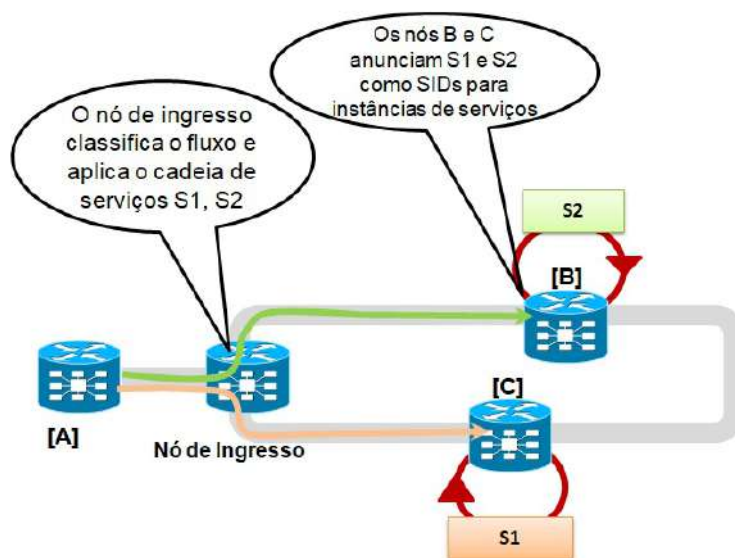 Os nós B e C
anunciam S1 e S2
como SIDs para
instâncias de serviços
O nó de ingresso
classifica o fluxo e
aplica o cadeia de
serviços S1, S2
S2
[B]
[A]
[C]
Nó de Ingresso
S1